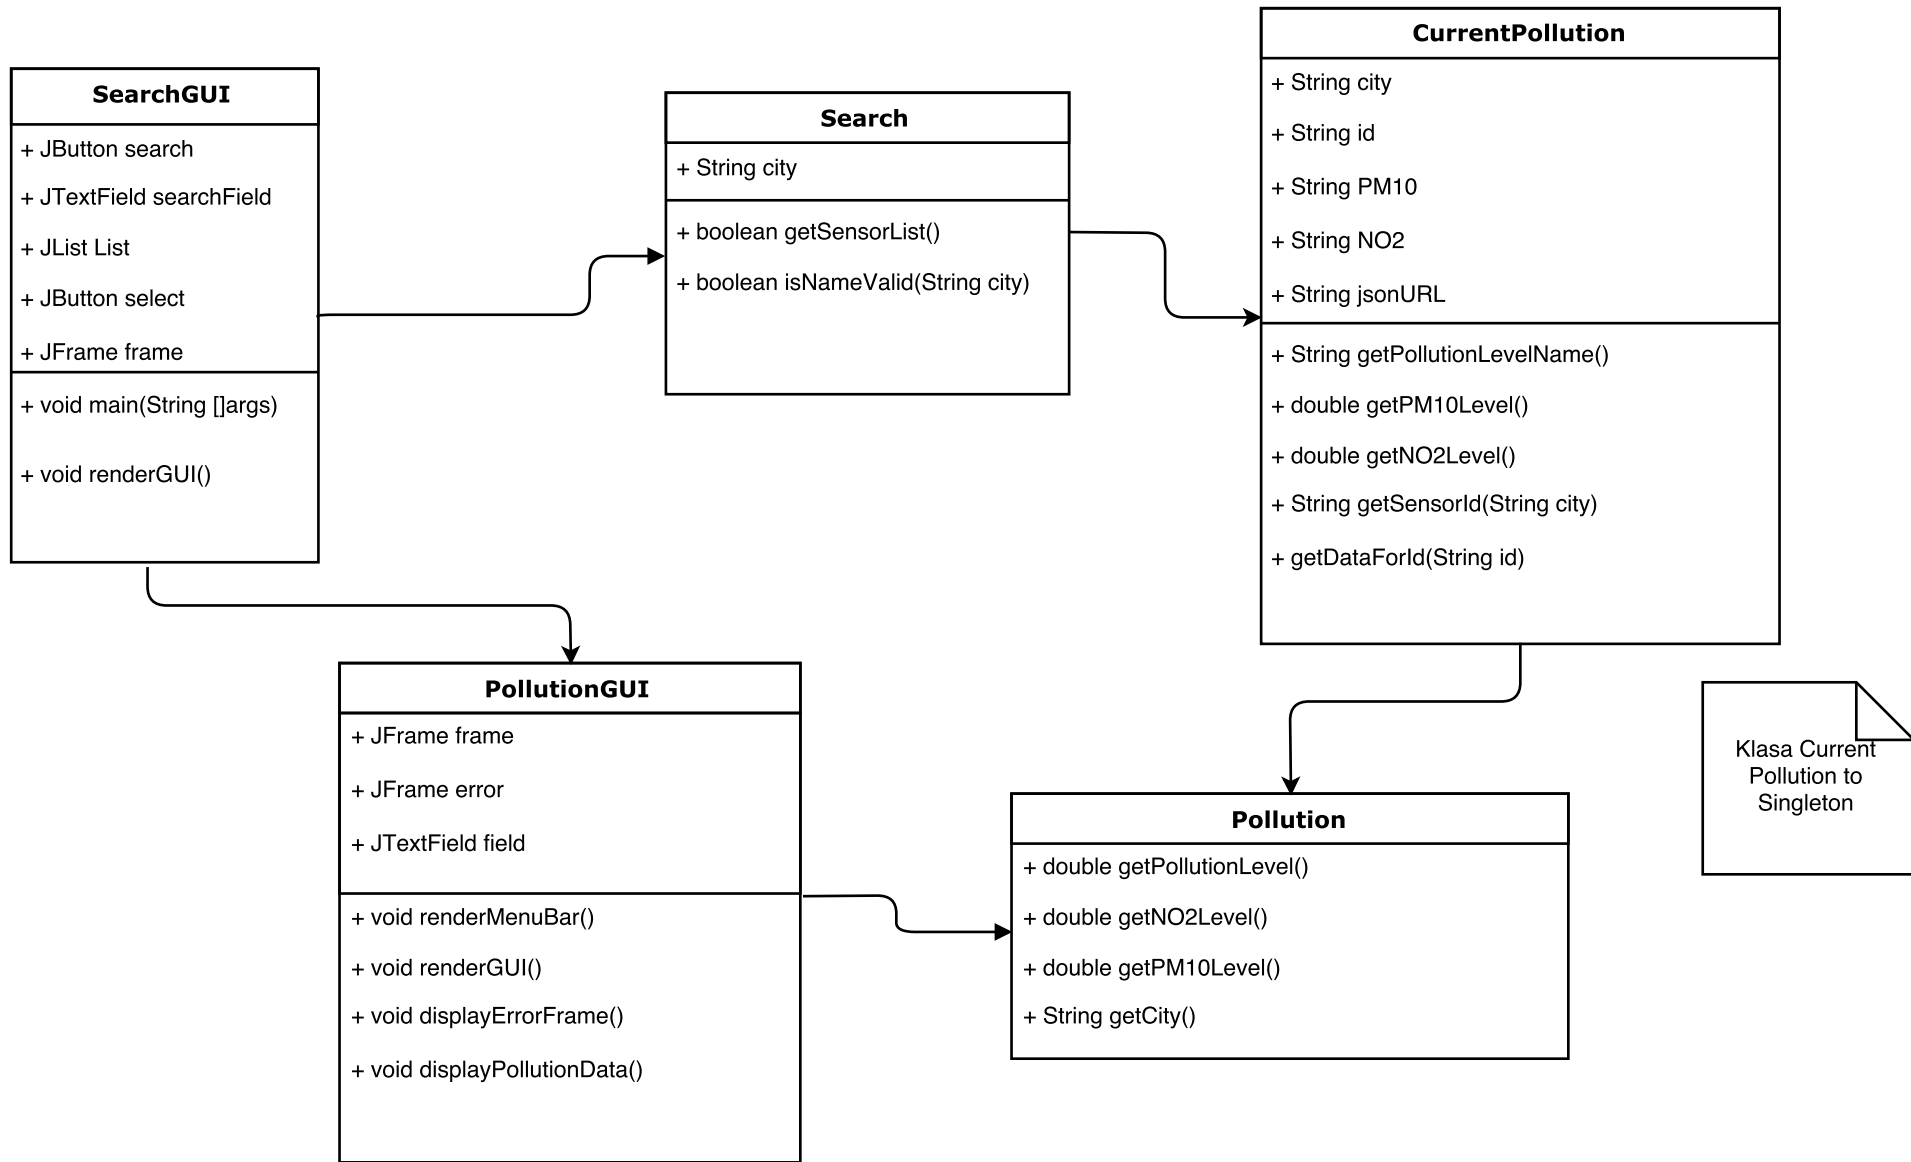 SearchGUI
+ JButton search
+ JTextField searchField
+ JList List
+ JButton select
+ JFrame frame
+ void main(String []args)
+ void renderGUI()
Search
+ String city
+ boolean getSensorList()
+ boolean isNameValid(String city)
CurrentPollution
+ String city
+ String id
+ String PM10
+ String NO2
+ String jsonURL
+ String getPollutionLevelName()
+ double getPM10Level()
+ double getNO2Level()
+ String getSensorId(String city)
+ getDataForId(String id)
PollutionGUI
+ JFrame frame
+ JFrame error
+ JTextField field
+ void renderMenuBar()
+ void renderGUI()
+ void displayErrorFrame()
+ void displayPollutionData()
Pollution
+ double getPollutionLevel()
+ double getNO2Level()
+ double getPM10Level()
+ String getCity()
Klasa Current
Pollution to
Singleton